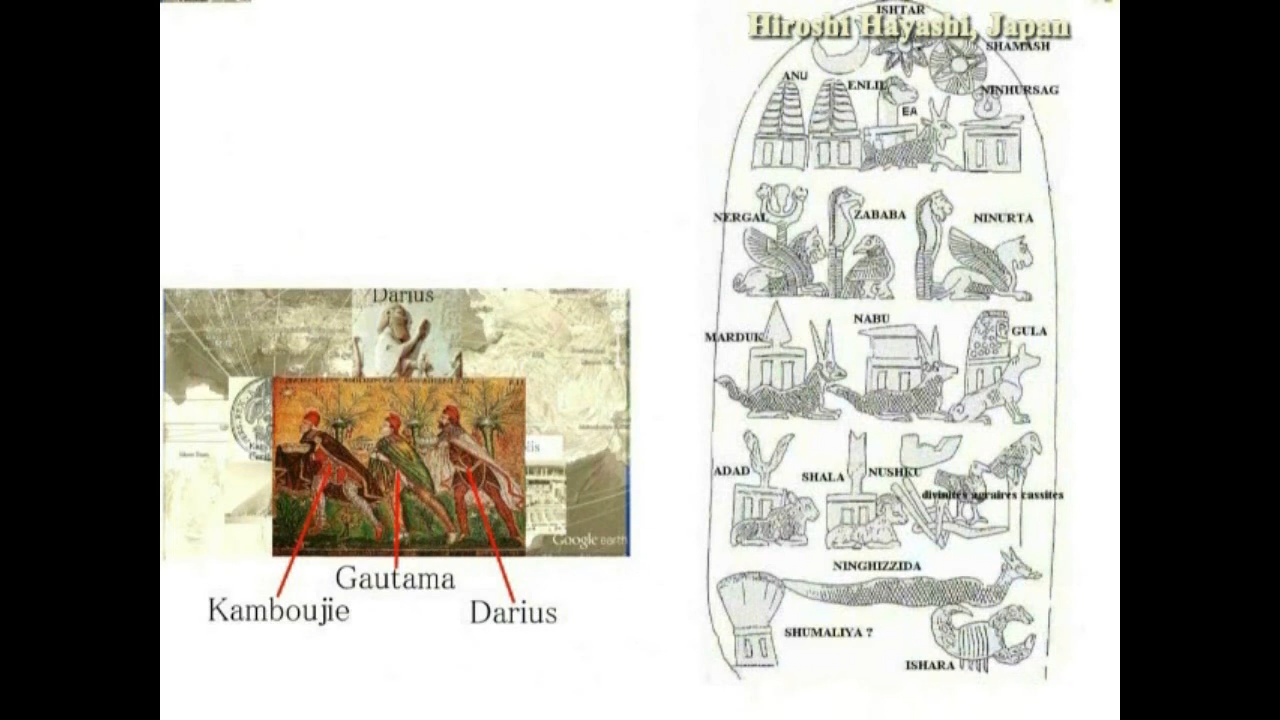 Hiroshi Hayashi, Japan
ISHTAR
SHAMASH
ANU
ENLIL
NINHURSAG
EA
NERGAL
ZABABA
NINURTA
MARDUK
NABU
GULA
ADAD
SHALA
NUSHKU
divinites agraires cassites
NINGHIZZIDA
SHUMALIYA ?
ISHARA
Darius
Google earth
Gautama
Kamboujie
Darius